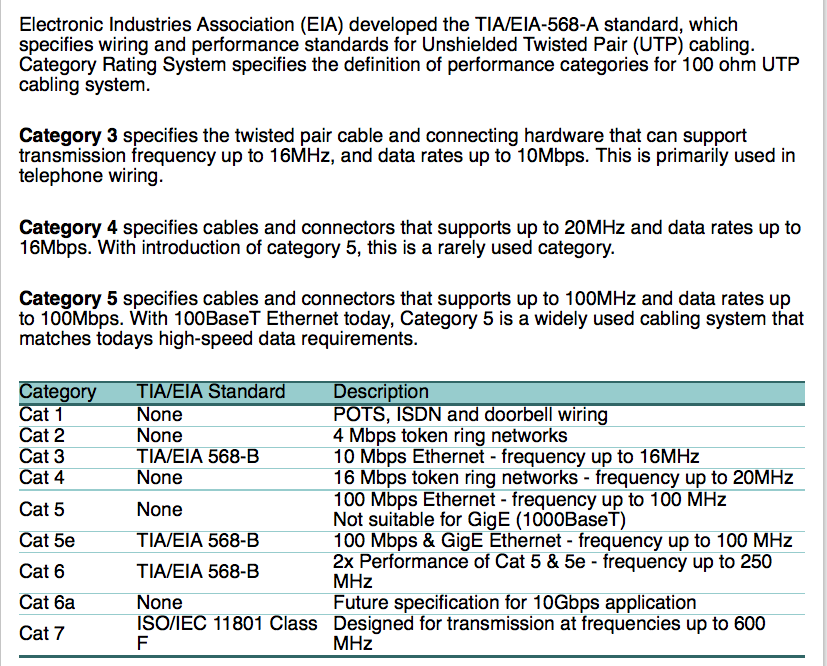 Electronic Industries Association (EIA) developed the TIA/EIA-568-A standard, which
specifies wiring and performance standards for Unshielded Twisted Pair (UTP) cabling.
Category Rating System specifies the definition of performance categories for 100 ohm UTP
cabling system.
Category 3 specifies the twisted pair cable and connecting hardware that can support
transmission frequency up to 16MHz, and data rates up to 10Mbps. This is primarily used in
telephone wiring.
Category 4 specifies cables and connectors that supports up to 20MHz and data rates up to
16Mbps. With introduction of category 5, this is a rarely used category.
Category 5 specifies cables and connectors that supports up to 100MHz and data rates up
to 100Mbps. With 100BaseT Ethernet today, Category 5 is a widely used cabling system that
matches todays high-speed data requirements.
Category TIA/EIA Standard Description
Cat 1 None POTS, ISDN and doorbell wiring
Cat 2 None 4 Mbps token ring networks
Cat 3 TIA/EIA 568-B 10 Mbps Ethernet - frequency up to 16MHz
Cat 4 None 16 Mbps token ring networks - frequency up to 20MHz
Cat 5 None 100 Mbps Ethernet - frequency up to 100 MHz
Not suitable for GigE (1000BaseT)
Cat 5e TIA/EIA 568-B 100 Mbps & GigE Ethernet - frequency up to 100 MHz
Cat 6 TIA/EIA 568-B 2x Performance of Cat 5 & 5e - frequency up to 250
MHz
Cat 6a None Future specification for 10Gbps application
Cat 7 ISO/IEC 11801 Class Designed for transmission at frequencies up to 600
F MHz